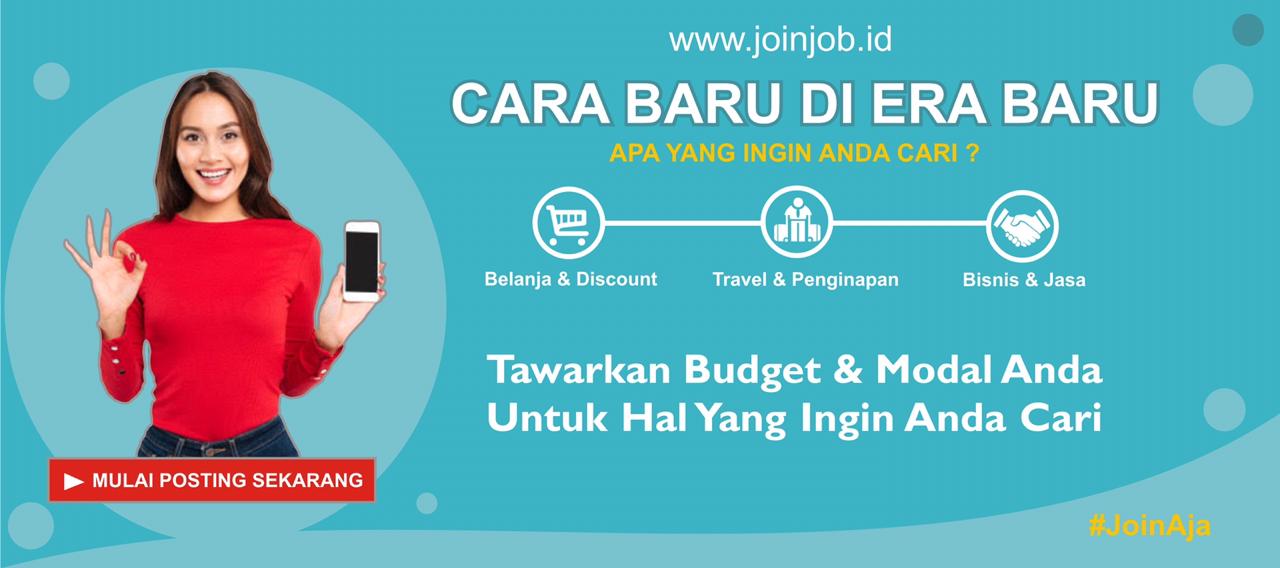 www.joinjob.id
CARA BARU DI ERA BARU
APA YANG INGIN ANDA CARI ?
Belanja & Discount
Travel & Penginapan
Bisnis & Jasa
Tawarkan Budget & Modal Anda
Untuk Hal Yang Ingin Anda Cari
MULAI POSTING SEKARANG
#JoinAja